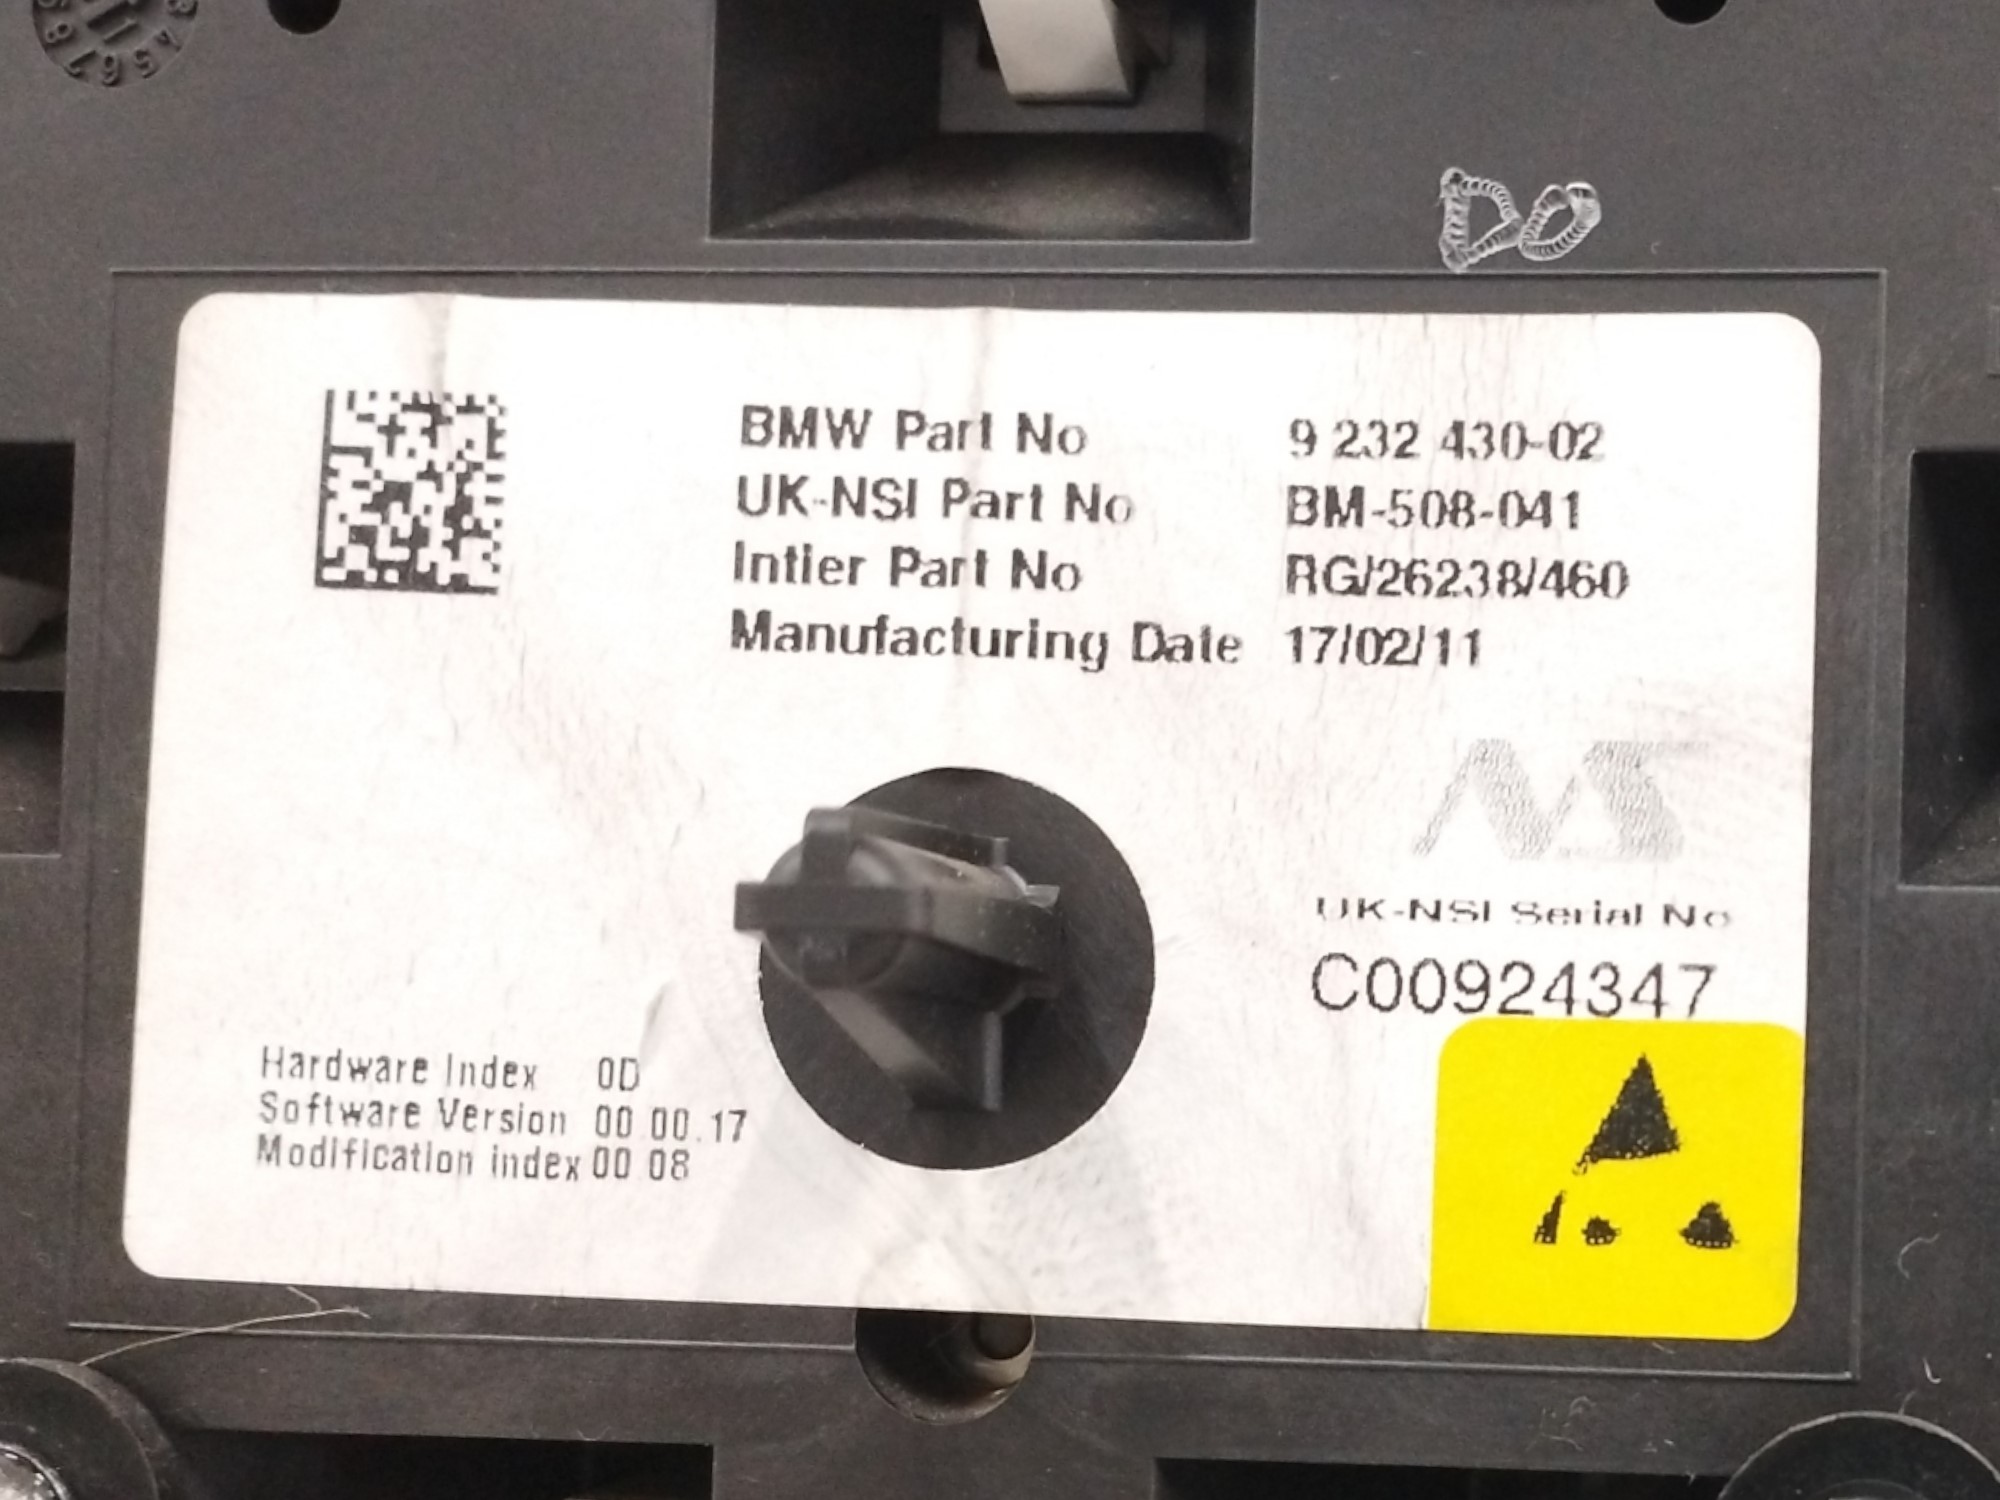 DO
BMW Part No 9 232 430-02
UK-NSI Part No BM-508-041
Intier Part No RG/26238/460
Manufacturing Date 17/02/11
NS
UK-NSI Serial No
C00924347
Hardware Index 0D
Software Version 00 00.17
Modification index 00 08